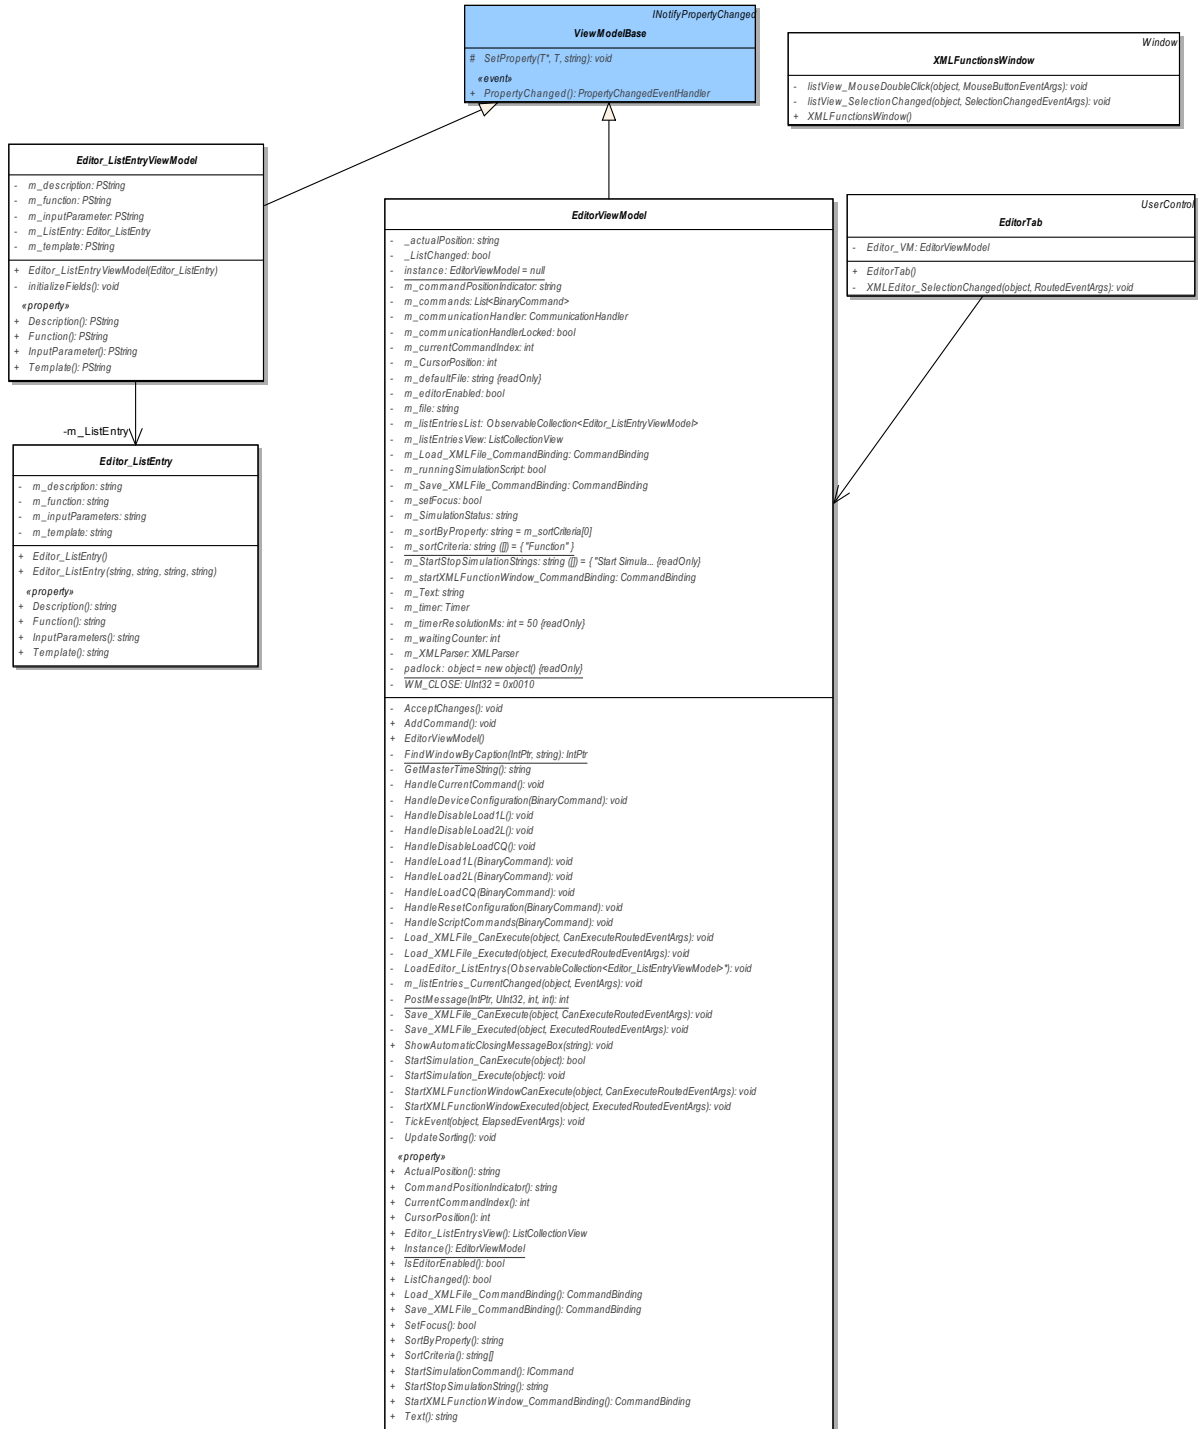 INotifyPropertyChanged
ViewModelBase
# SetProperty(T*, T, string): void
«event»
+ PropertyChanged(): PropertyChangedEventHandler
Window
XMLFunctionsWindow
- listView_MouseDoubleClick(object, MouseButtonEventArgs): void
- listView_SelectionChanged(object, SelectionChangedEventArgs): void
+ XMLFunctionsWindow()
Editor_ListEntryViewModel
- m_description: PString
- m_function: PString
- m_inputParameter: PString
- m_ListEntry: Editor_ListEntry
- m_template: PString
+ Editor_ListEntryViewModel(Editor_ListEntry)
- initializeFields(): void
«property»
+ Description(): PString
+ Function(): PString
+ InputParameter(): PString
+ Template(): PString
-m_ListEntry
Editor_ListEntry
- m_description: string
- m_function: string
- m_inputParameters: string
- m_template: string
+ Editor_ListEntry()
+ Editor_ListEntry(string, string, string, string)
«property»
+ Description(): string
+ Function(): string
+ InputParameters(): string
+ Template(): string
UserControl
EditorTab
- Editor_VM: EditorViewModel
+ EditorTab()
- XMLEditor_SelectionChanged(object, RoutedEventArgs): void
EditorViewModel
- _actualPosition: string
- _ListChanged: bool
- instance: EditorViewModel = null
- m_commandPositionIndicator: string
- m_commands: List<BinaryCommand>
- m_communicationHandler: CommunicationHandler
- m_communicationHandlerLocked: bool
- m_currentCommandIndex: int
- m_CursorPosition: int
- m_defaultFile: string {readOnly}
- m_editorEnabled: bool
- m_file: string
- m_listEntriesList: ObservableCollection<Editor_ListEntryViewModel>
- m_listEntriesView: ListCollectionView
- m_Load_XMLFile_CommandBinding: CommandBinding
- m_runningSimulationScript: bool
- m_Save_XMLFile_CommandBinding: CommandBinding
- m_setFocus: bool
- m_SimulationStatus: string
- m_sortByProperty: string = m_sortCriteria[0]
- m_sortCriteria: string ([]) = { "Function" }
- m_StartStopSimulationStrings: string ([]) = { "Start Simula... {readOnly}
- m_startXMLFunctionWindow_CommandBinding: CommandBinding
- m_Text: string
- m_timer: Timer
- m_timerResolutionMs: int = 50 {readOnly}
- m_waitingCounter: int
- m_XMLParser: XMLParser
- padlock: object = new object() {readOnly}
- WM_CLOSE: UInt32 = 0x0010
- AcceptChanges(): void
+ AddCommand(): void
+ EditorViewModel()
- FindWindowByCaption(IntPtr, string): IntPtr
- GetMasterTimeString(): string
- HandleCurrentCommand(): void
- HandleDeviceConfiguration(BinaryCommand): void
- HandleDisableLoad1L(): void
- HandleDisableLoad2L(): void
- HandleDisableLoadCQ(): void
- HandleLoad1L(BinaryCommand): void
- HandleLoad2L(BinaryCommand): void
- HandleLoadCQ(BinaryCommand): void
- HandleResetConfiguration(BinaryCommand): void
- HandleScriptCommands(BinaryCommand): void
- Load_XMLFile_CanExecute(object, CanExecuteRoutedEventArgs): void
- Load_XMLFile_Executed(object, ExecutedRoutedEventArgs): void
- LoadEditor_ListEntrys(ObservableCollection<Editor_ListEntryViewModel>*): void
- m_listEntries_CurrentChanged(object, EventArgs): void
- PostMessage(IntPtr, UInt32, int, int): int
- Save_XMLFile_CanExecute(object, CanExecuteRoutedEventArgs): void
- Save_XMLFile_Executed(object, ExecutedRoutedEventArgs): void
+ ShowAutomaticClosingMessageBox(string): void
- StartSimulation_CanExecute(object): bool
- StartSimulation_Execute(object): void
- StartXMLFunctionWindowCanExecute(object, CanExecuteRoutedEventArgs): void
- StartXMLFunctionWindowExecuted(object, ExecutedRoutedEventArgs): void
- TickEvent(object, ElapsedEventArgs): void
- UpdateSorting(): void
«property»
+ ActualPosition(): string
+ CommandPositionIndicator(): string
+ CurrentCommandIndex(): int
+ CursorPosition(): int
+ Editor_ListEntrysView(): ListCollectionView
+ Instance(): EditorViewModel
+ IsEditorEnabled(): bool
+ ListChanged(): bool
+ Load_XMLFile_CommandBinding(): CommandBinding
+ Save_XMLFile_CommandBinding(): CommandBinding
+ SetFocus(): bool
+ SortByProperty(): string
+ SortCriteria(): string[]
+ StartSimulationCommand(): ICommand
+ StartStopSimulationString(): string
+ StartXMLFunctionWindow_CommandBinding(): CommandBinding
+ Text(): string